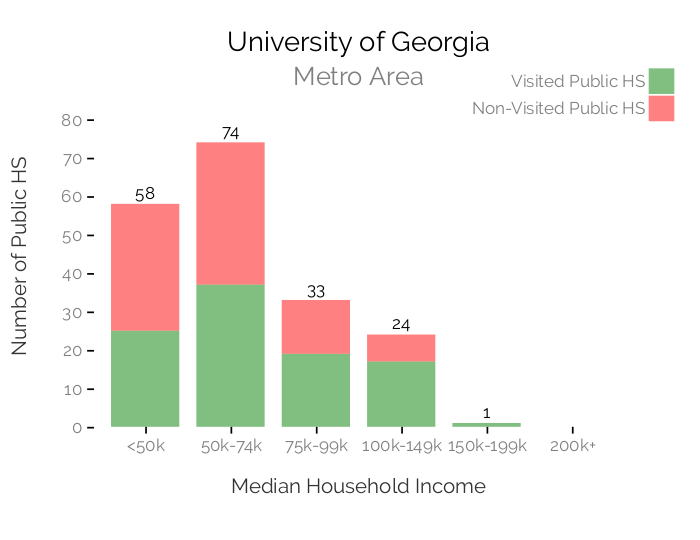 University of Georgia
Metro Area
Visited Public HS
Non-Visited Public HS
Number of Public HS
80
70
60
50
40
30
20
10
0
58
74
33
24
1
<50k
50k-74k
75k-99k
100k-149k
150k-199k
200k+
Median Household Income